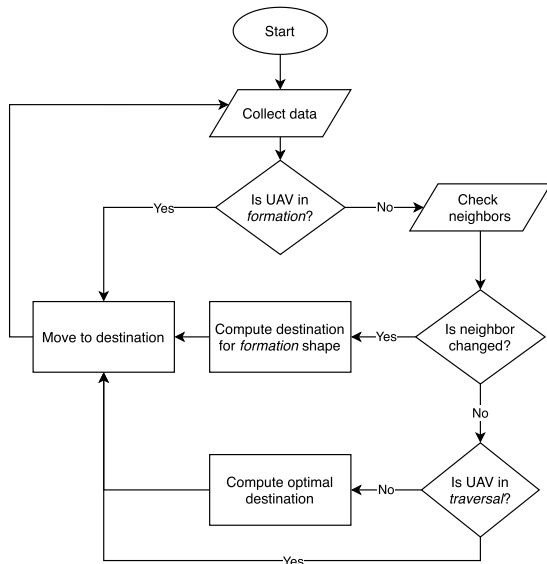 Start
Collect data
Is UAV in
formation?
Yes
No
Check
neighbors
Move to destination
Compute destination
for formation shape
Yes
Is neighbor
changed?
No
Compute optimal
destination
No
Is UAV in
traversal?
Yes